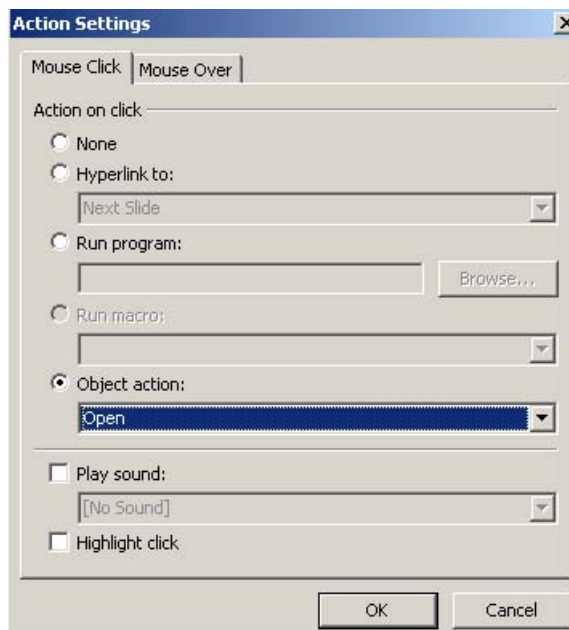 Action Settings
Mouse Click Mouse Over
Action on click
None
Hyperlink to:
Next Slide
Run program:
Browse...
Run macro:
Object action:
Open
Play sound:
[No Sound]
Highlight click
OK Cancel